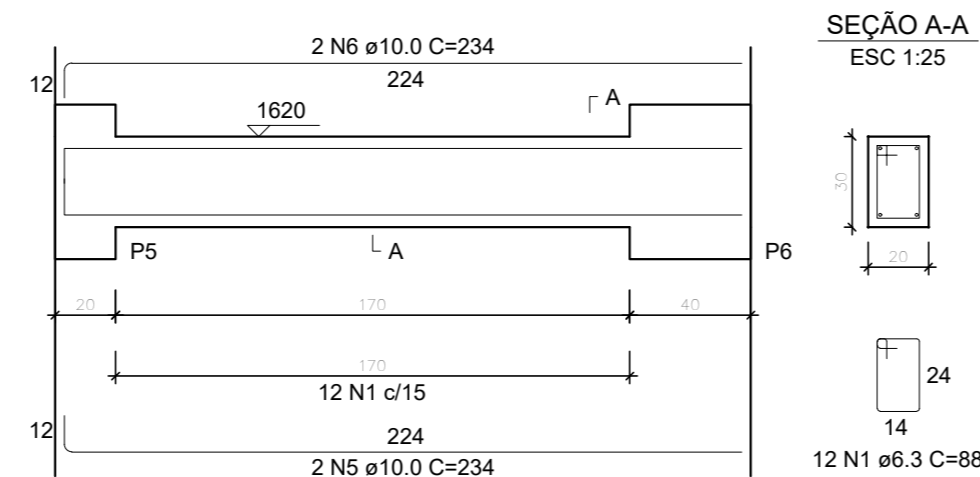 SEÇÃO A-A
ESC 1:25
2 N6 ø10.0 C=234
224
12
A
1620
30
P5
A
P6
20
20
170
40
170
12 N1 c/15
24
12
224
14
2 N5 ø10.0 C=234
12 N1 ø6.3 C=88